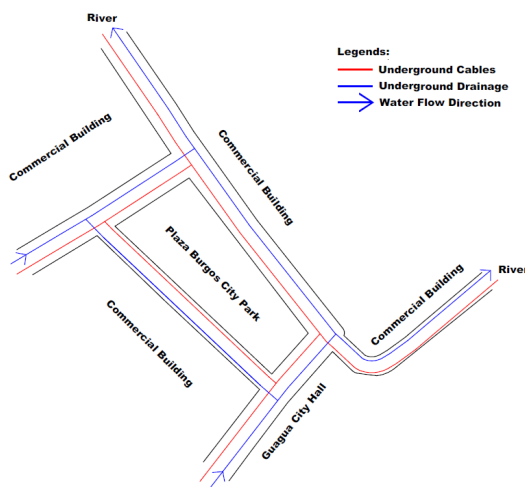 River
Legends:
Underground Cables
Underground Drainage
Water Flow Direction
Commercial Building
Commercial Building
Plaza Burgos City Park
Commercial Building
River
Commercial Building
Guagua City Hall